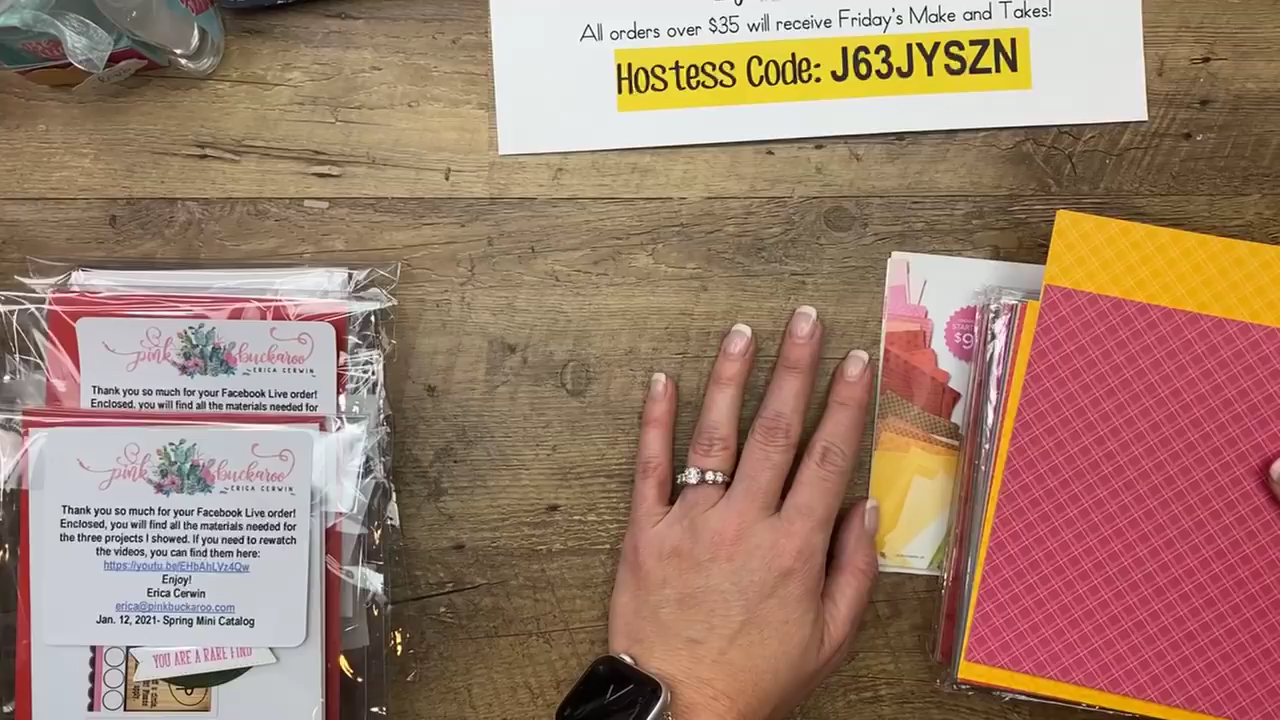 All orders over $35 will receive Friday's Make and Takes!
Hostess Code: J63JYSZN
pink buckaroo
ERICA CERWIN
Thank you so much for your Facebook Live order!
Enclosed, you will find all the materials needed for
pink buckaroo
ERICA CERWIN
Thank you so much for your Facebook Live order!
Enclosed, you will find all the materials needed for
the three projects I showed. If you need to rewatch
the videos, you can find them here:
https://youtu.be/EHbAhLVz4Qw
Enjoy!
Erica Cerwin
erica@pinkbuckaroo.com
Jan. 12, 2021- Spring Mini Catalog
YOU ARE A RARE FIND